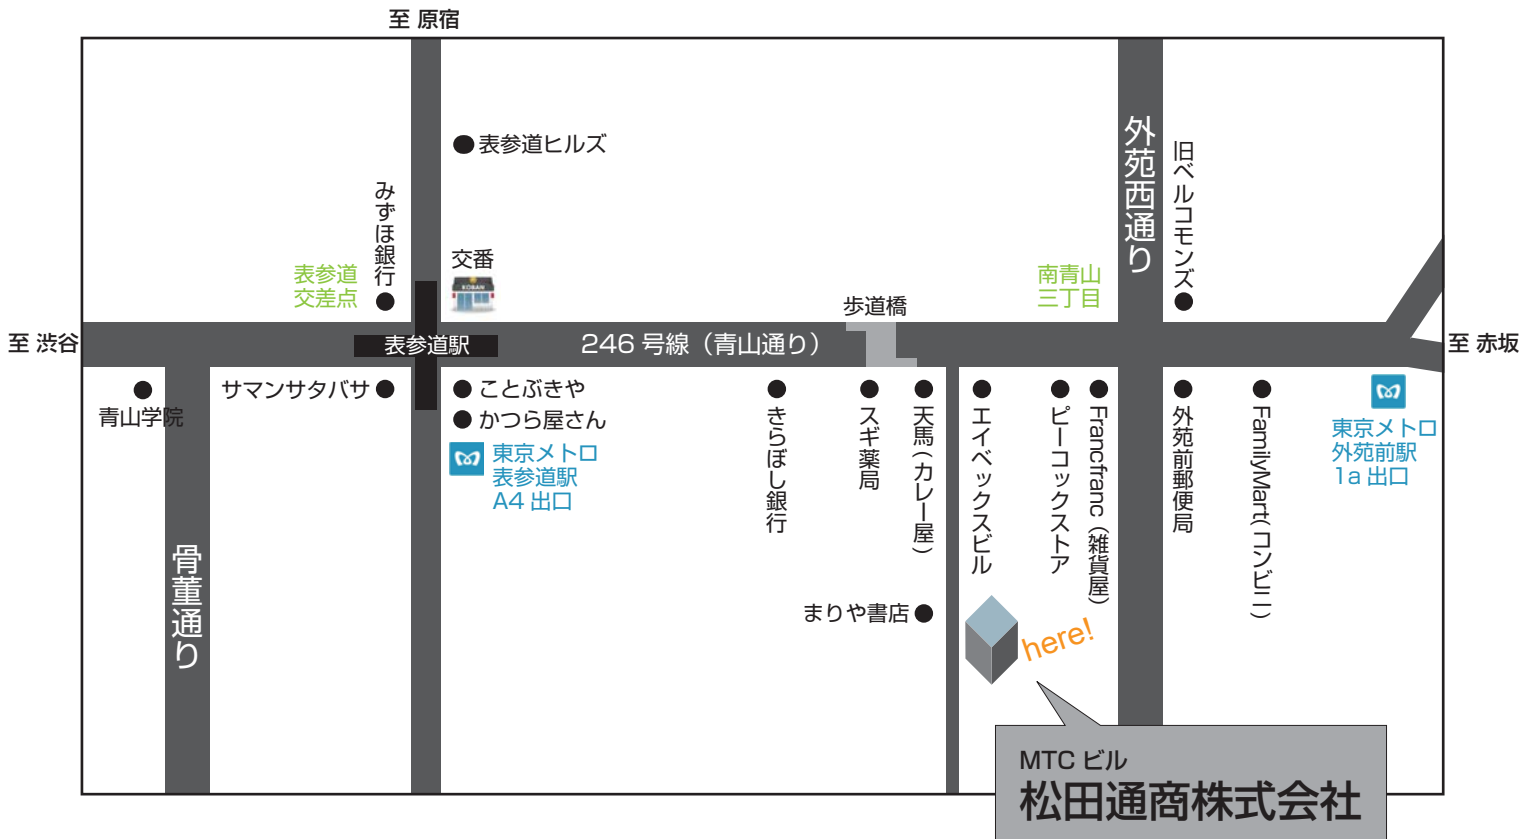 至 原宿
表参道ヒルズ
外苑西通り
旧ベルコモンズ
みずほ銀行
交番
KOBAN
表参道
交差点
南青山
三丁目
歩道橋
至 渋谷
表参道駅
246 号線（青山通り）
至 赤坂
青山学院
サマンサタバサ
ことぶきや
かつら屋さん
東京メトロ
表参道駅
A4 出口
きらぼし銀行
スギ薬局
天馬（カレー屋）
エイベックスビル
ピーコックストア
Francfranc（雑貨屋）
外苑前郵便局
FamilyMart(コンビニ)
東京メトロ
外苑前駅
1a 出口
骨董通り
まりや書店
here!
MTC ビル
松田通商株式会社